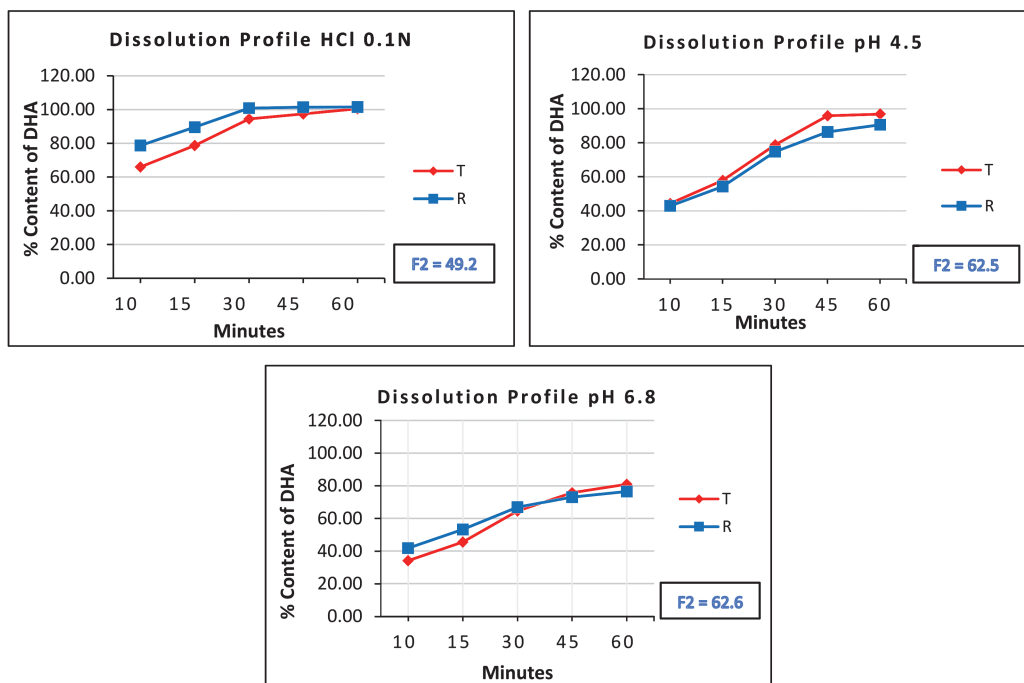 Dissolution Profile HCl 0.1N
% Content of DHA
120.00
100.00
80.00
60.00
40.00
20.00
0.00
10 15 30 45 60
Minutes
T
R
F2 = 49.2
Dissolution Profile pH 4.5
% Content of DHA
120.00
100.00
80.00
60.00
40.00
20.00
0.00
10 15 30 45 60
Minutes
T
R
F2 = 62.5
Dissolution Profile pH 6.8
% Content of DHA
120.00
100.00
80.00
60.00
40.00
20.00
0.00
10 15 30 45 60
Minutes
T
R
F2 = 62.6